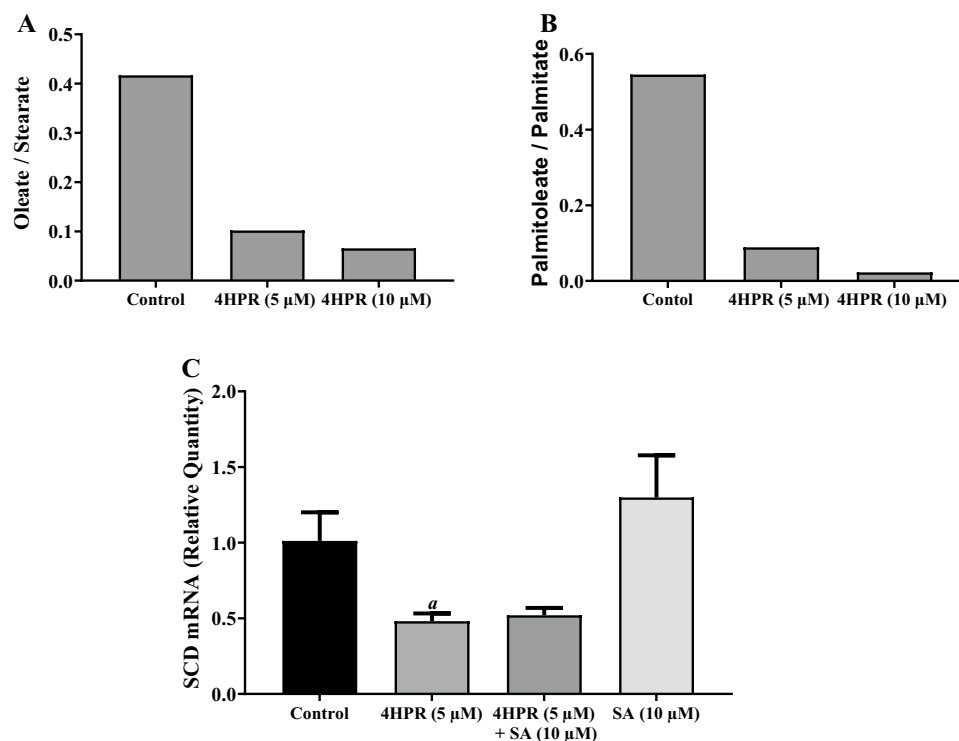 A
Oleate / Stearate
0.5
0.4
0.3
0.2
0.1
0.0
Control
4HPR (5 μM)
4HPR (10 μM)
B
Palmitoleate / Palmitate
0.6
0.4
0.2
0.0
Contol
4HPR (5 μM)
4HPR (10 μM)
C
SCD mRNA (Relative Quantity)
2.0
1.5
1.0
0.5
0.0
a
Control
4HPR (5 μM)
4HPR (5 μM)
+ SA (10 μM)
SA (10 μM)